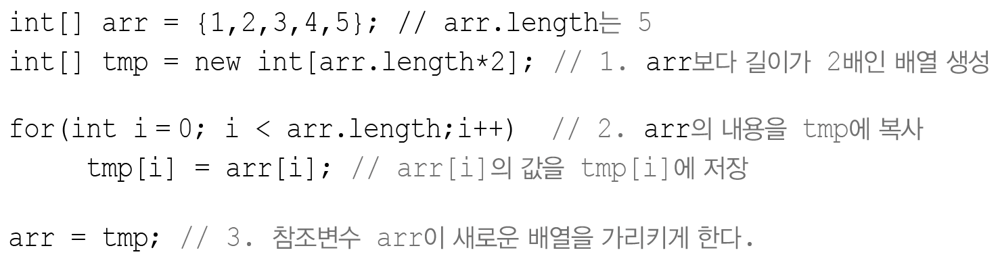 int[] arr = {1,2,3,4,5}; // arr.length는 5
int[] tmp = new int[arr.length*2]; // 1. arr보다 길이가 2배인 배열 생성
for(int i=0; i < arr.length;i++) // 2. arr의 내용을 tmp에 복사
tmp[i] = arr[i]; // arr[i]의 값을 tmp[i]에 저장
arr = tmp; // 3. 참조변수 arr이 새로운 배열을 가리키게 한다.